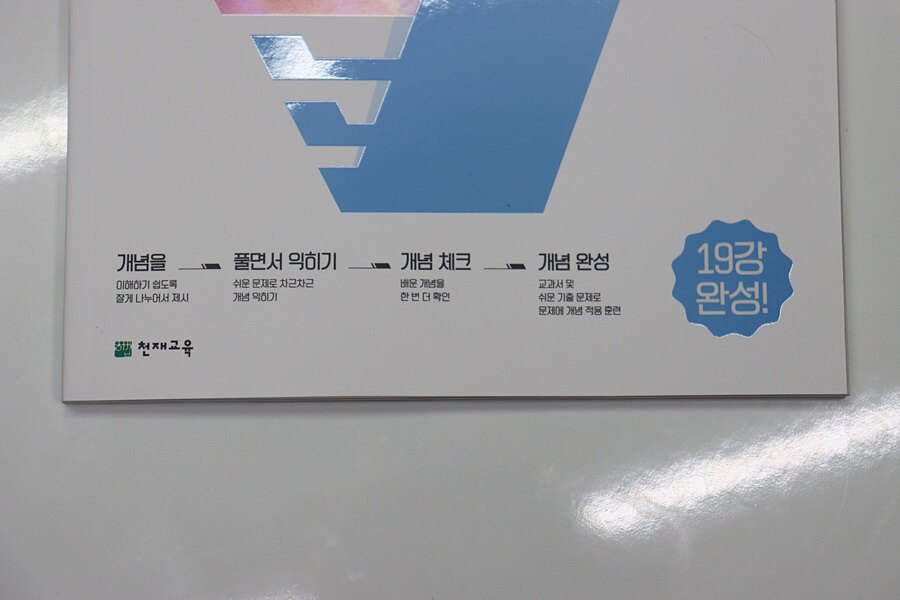 개념을
이해하기 쉽도록
잘게 나누어서 제시
풀면서 익히기
쉬운 문제로 차근차근
개념 익히기
개념 체크
배운 개념을
한 번 더 확인
개념 완성
교과서 및
쉬운 기출 문제로
문제에 개념 적용 훈련
19강
완성!
천재교육